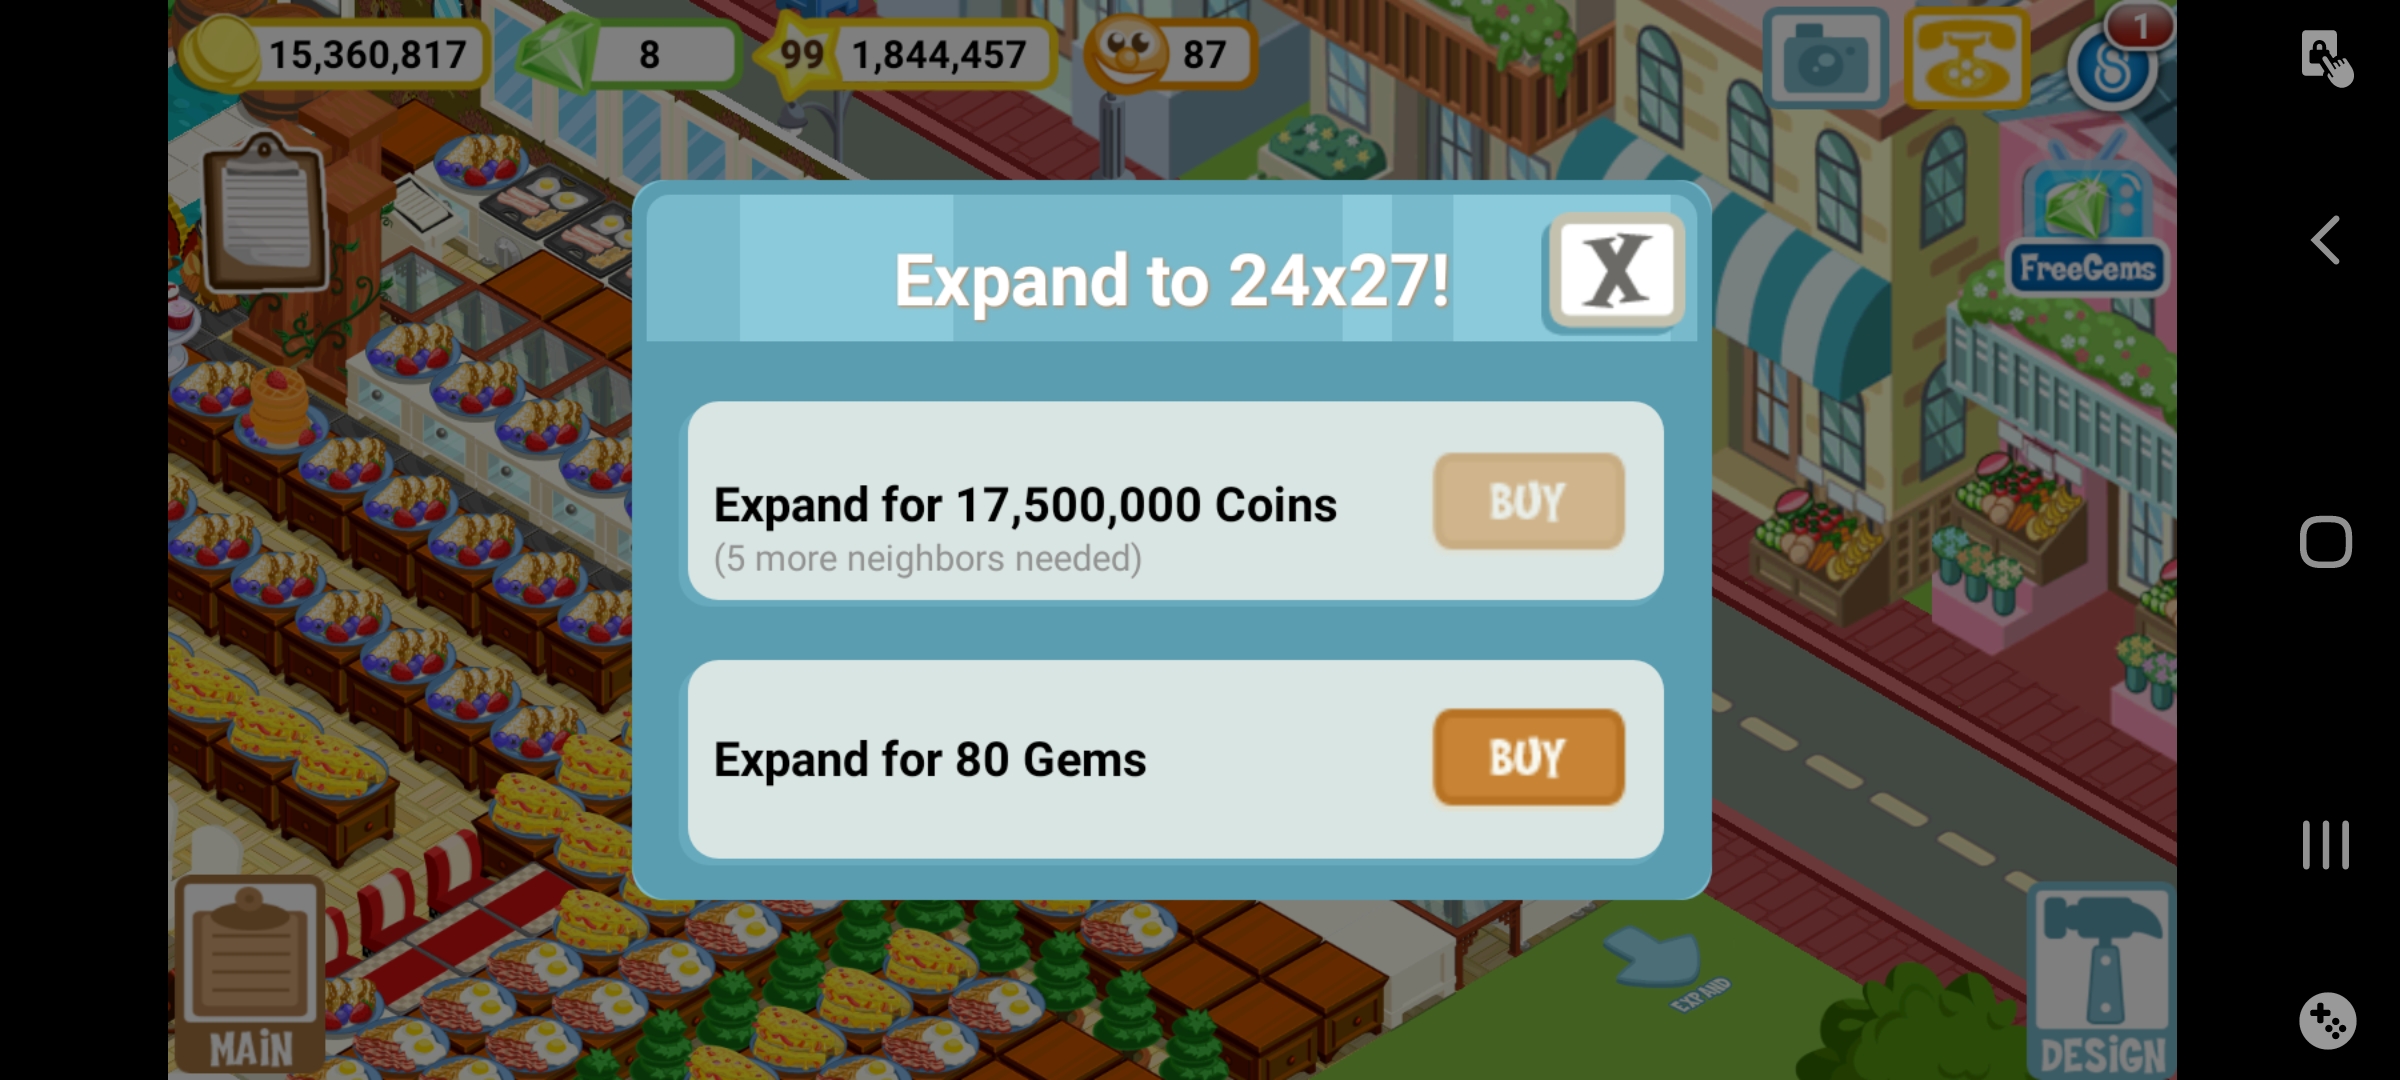 15,360,817
8
99
1,844,457
87
1
FreeGems
Expand to 24x27!
X
Expand for 17,500,000 Coins
(5 more neighbors needed)
BUY
Expand for 80 Gems
BUY
EXPAND
MAiN
DESiGN